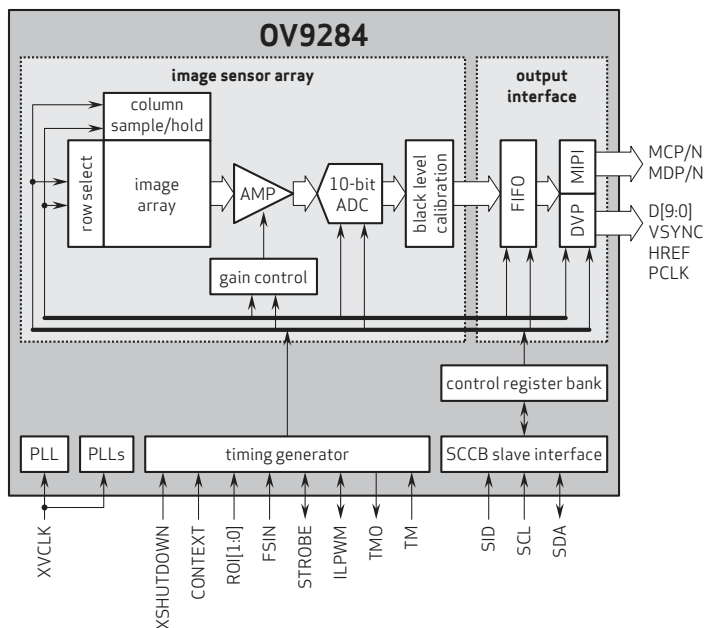 OV9284
image sensor array
output
interface
column
sample/hold
row select
image
array
AMP
10-bit
ADC
black level
calibration
FIFO
MIPI
DVP
MCP/N
MDP/N
D[9:0]
VSYNC
HREF
PCLK
gain control
control register bank
PLL
PLLs
timing generator
SCCB slave interface
XVCLK
XSHUTDOWN
CONTEXT
ROI[1:0]
FSIN
STROBE
ILPWM
TMO
TM
SID
SCL
SDA